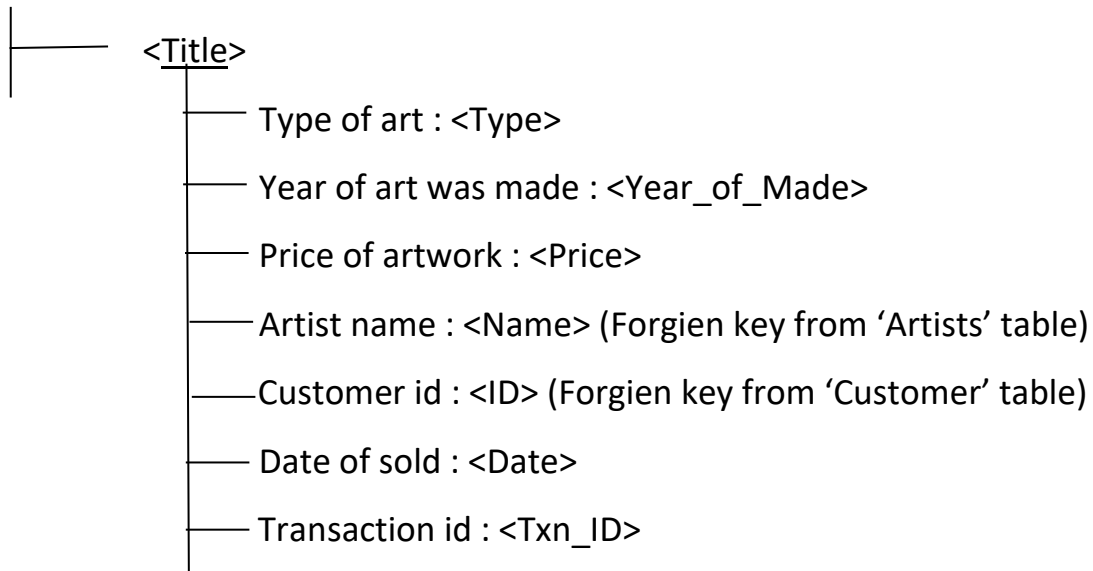 <Title>
Type of art : <Type>
Year of art was made : <Year_of_Made>
Price of artwork : <Price>
Artist name : <Name> (Forgien key from ‘Artists’ table)
Customer id : <ID> (Forgien key from ‘Customer’ table)
Date of sold : <Date>
Transaction id : <Txn_ID>